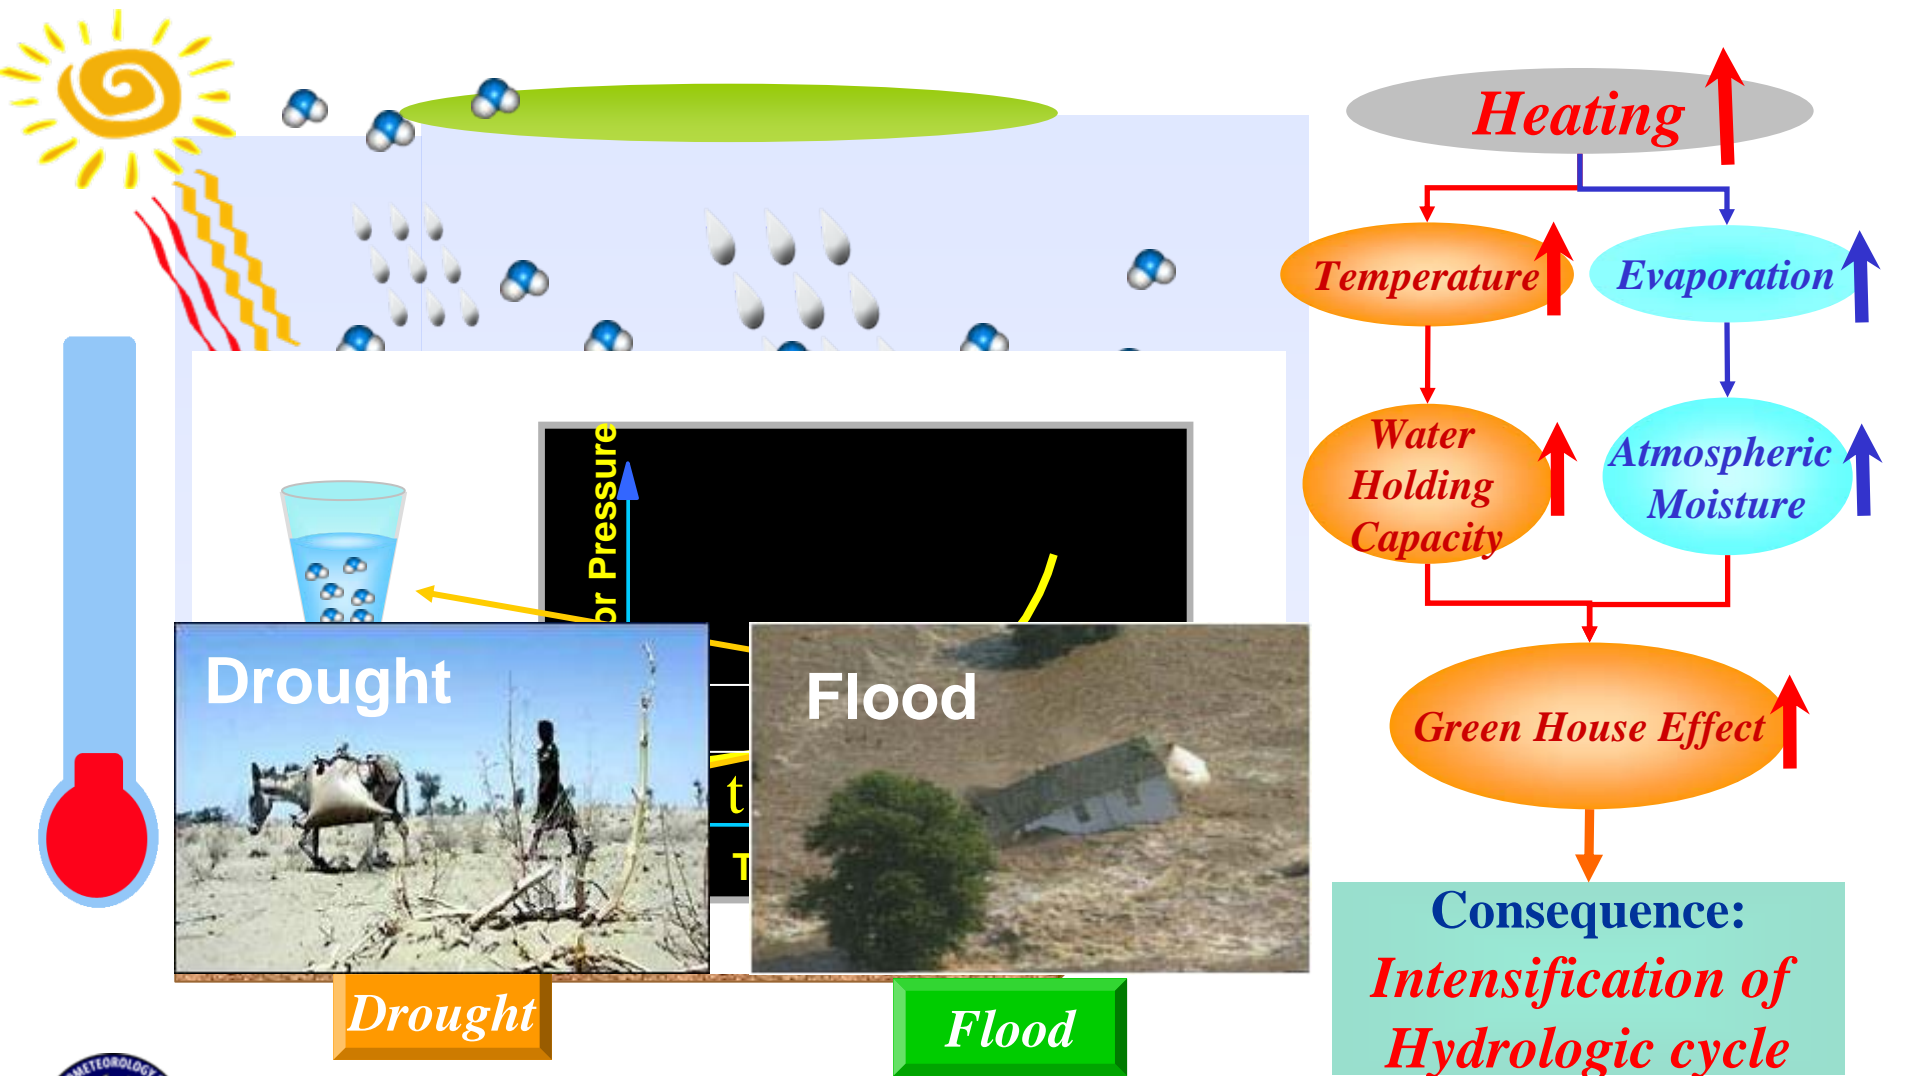 Heating
Temperature
Evaporation
Water
Holding
Capacity
Atmospheric
Moisture
Green House Effect
Consequence:
Intensification of
Hydrologic cycle
or Pressure
t
T
Drought
Flood
Drought
Flood
METEOROLOGY